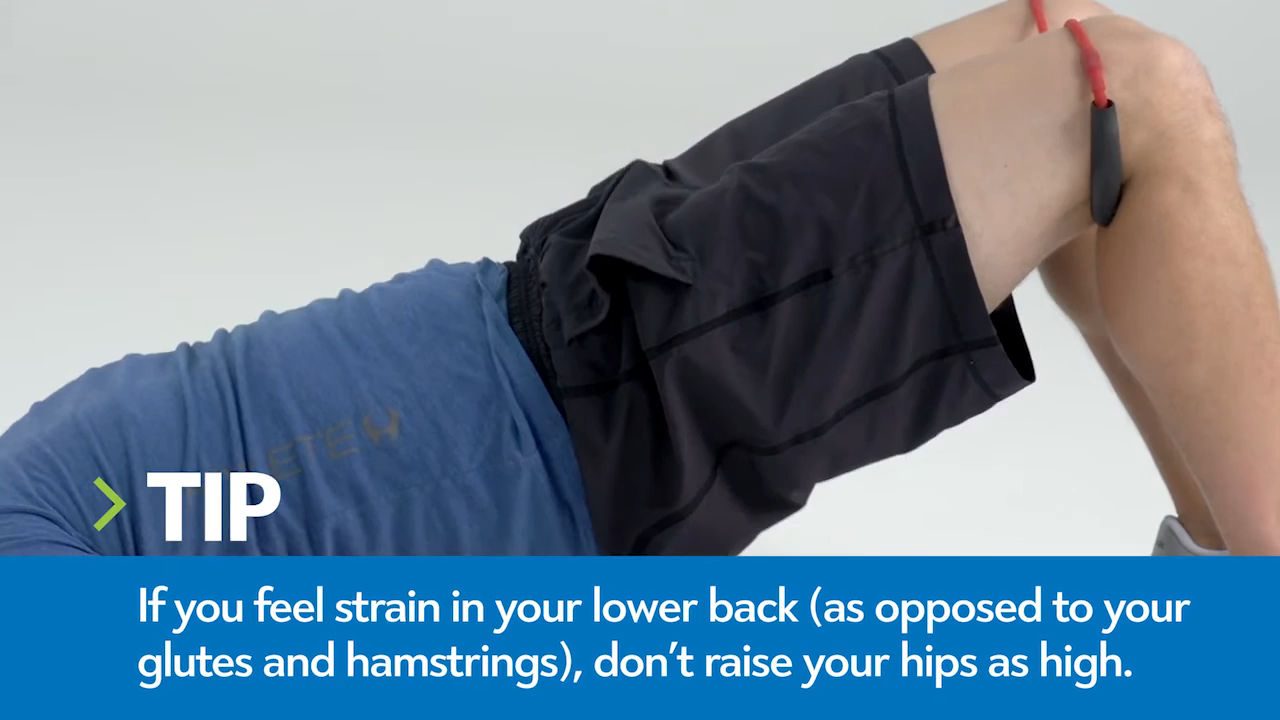 TIP
If you feel strain in your lower back (as opposed to your
glutes and hamstrings), don't raise your hips as high.